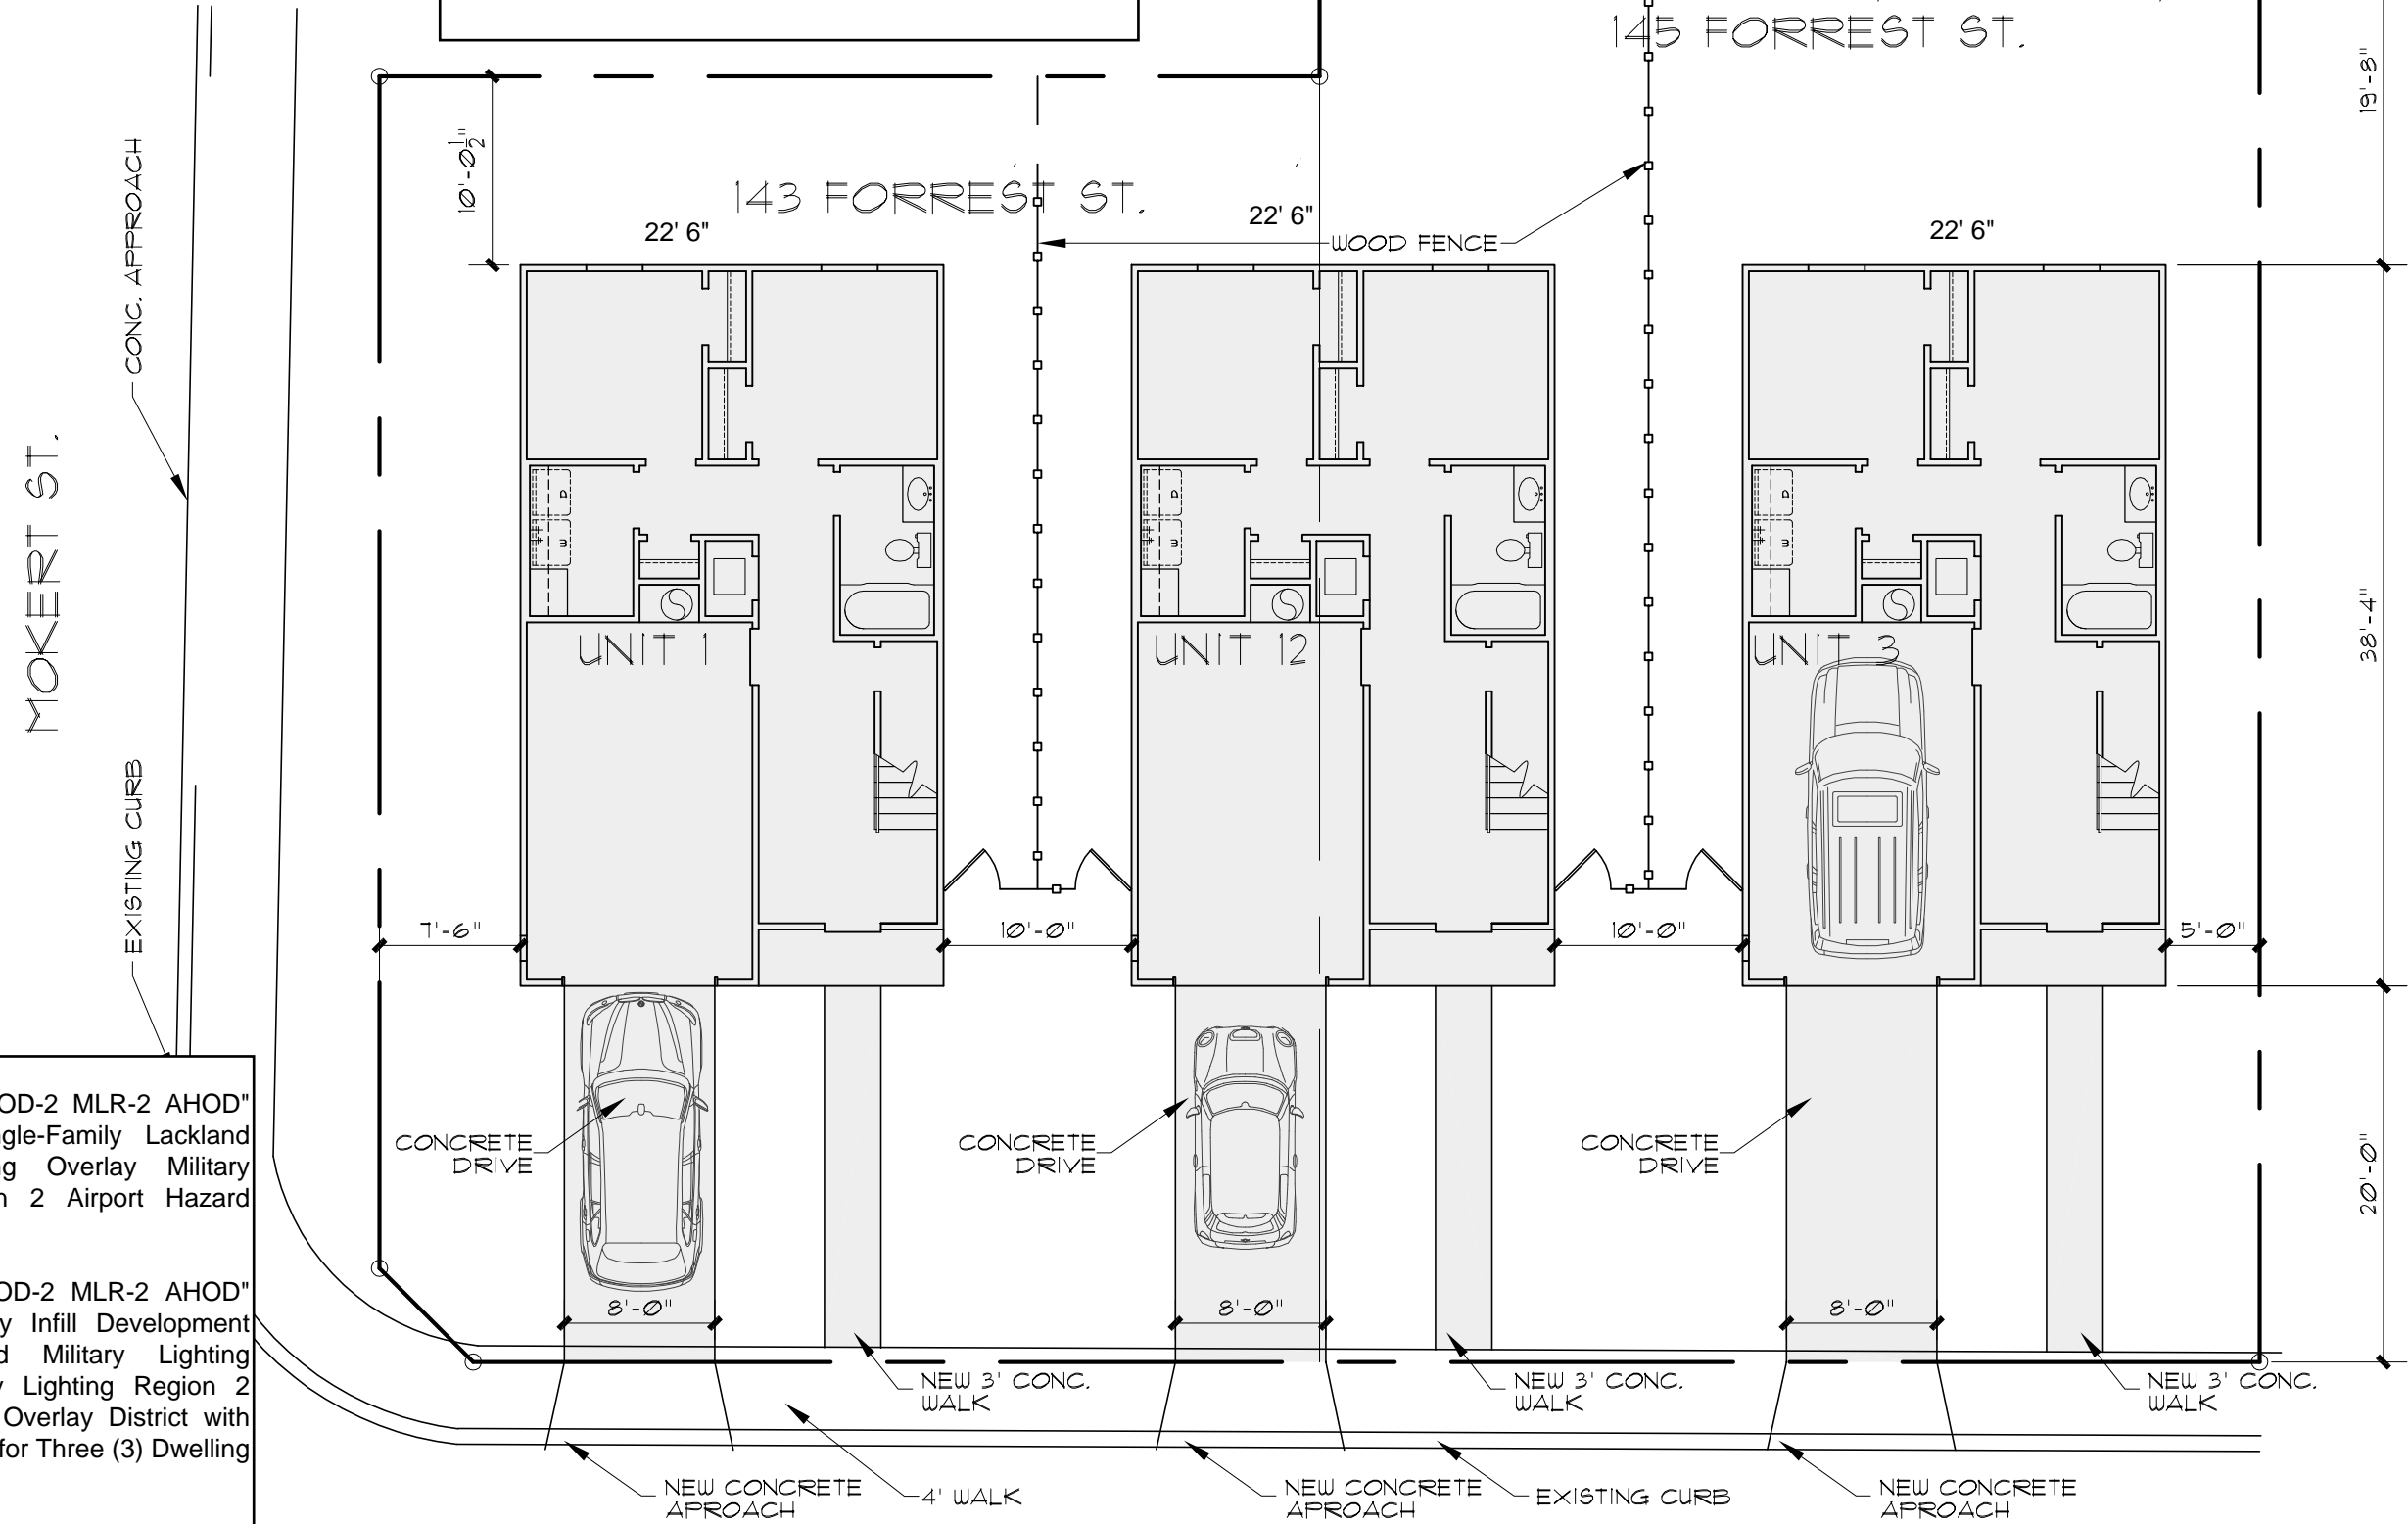 145 FORREST ST.
19'-8"
10'-0 1/2"
CONC. APPROACH
143 FORREST ST.
22' 6"
22' 6"
22' 6"
WOOD FENCE
MOKERT ST.
D
W
D
W
D
W
UNIT 1
UNIT 12
UNIT 3
38'-4"
EXISTING CURB
7'-6"
10'-0"
10'-0"
5'-0"
OD-2 MLR-2 AHOD"
gle-Family Lackland
ng Overlay Military
n 2 Airport Hazard
CONCRETE
DRIVE
CONCRETE
DRIVE
CONCRETE
DRIVE
20'-0"
OD-2 MLR-2 AHOD"
y Infill Development
d Military Lighting
y Lighting Region 2
Overlay District with
for Three (3) Dwelling
8'-0"
8'-0"
8'-0"
NEW 3' CONC.
WALK
NEW 3' CONC.
WALK
NEW 3' CONC.
WALK
NEW CONCRETE
APROACH
4' WALK
NEW CONCRETE
APROACH
EXISTING CURB
NEW CONCRETE
APROACH